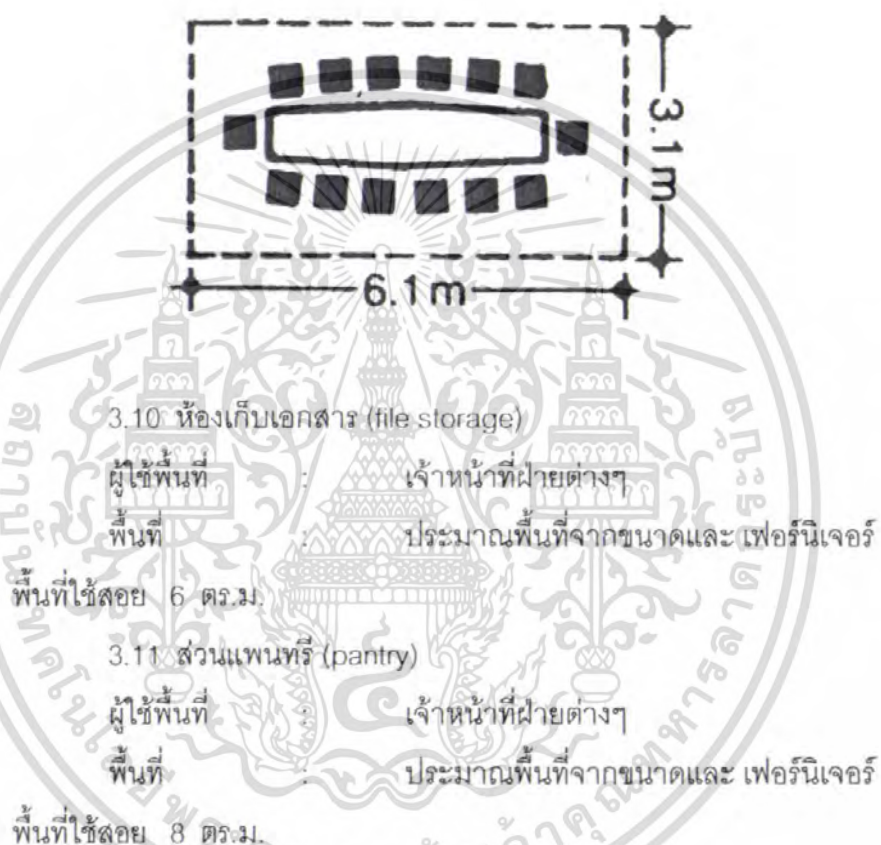 3.1 m
6.1 m
3.10 ห้องเก็บเอกสาร (file storage)
ผู้ใช้พื้นที่ : เจ้าหน้าที่ฝ่ายต่างๆ
พื้นที่ : ประมาณพื้นที่จากขนาดและ เฟอร์นิเจอร์
พื้นที่ใช้สอย 6 ตร.ม.
3.11 ส่วนแพนทรี (pantry)
ผู้ใช้พื้นที่ : เจ้าหน้าที่ฝ่ายต่างๆ
พื้นที่ : ประมาณพื้นที่จากขนาดและ เฟอร์นิเจอร์
พื้นที่ใช้สอย 8 ตร.ม.